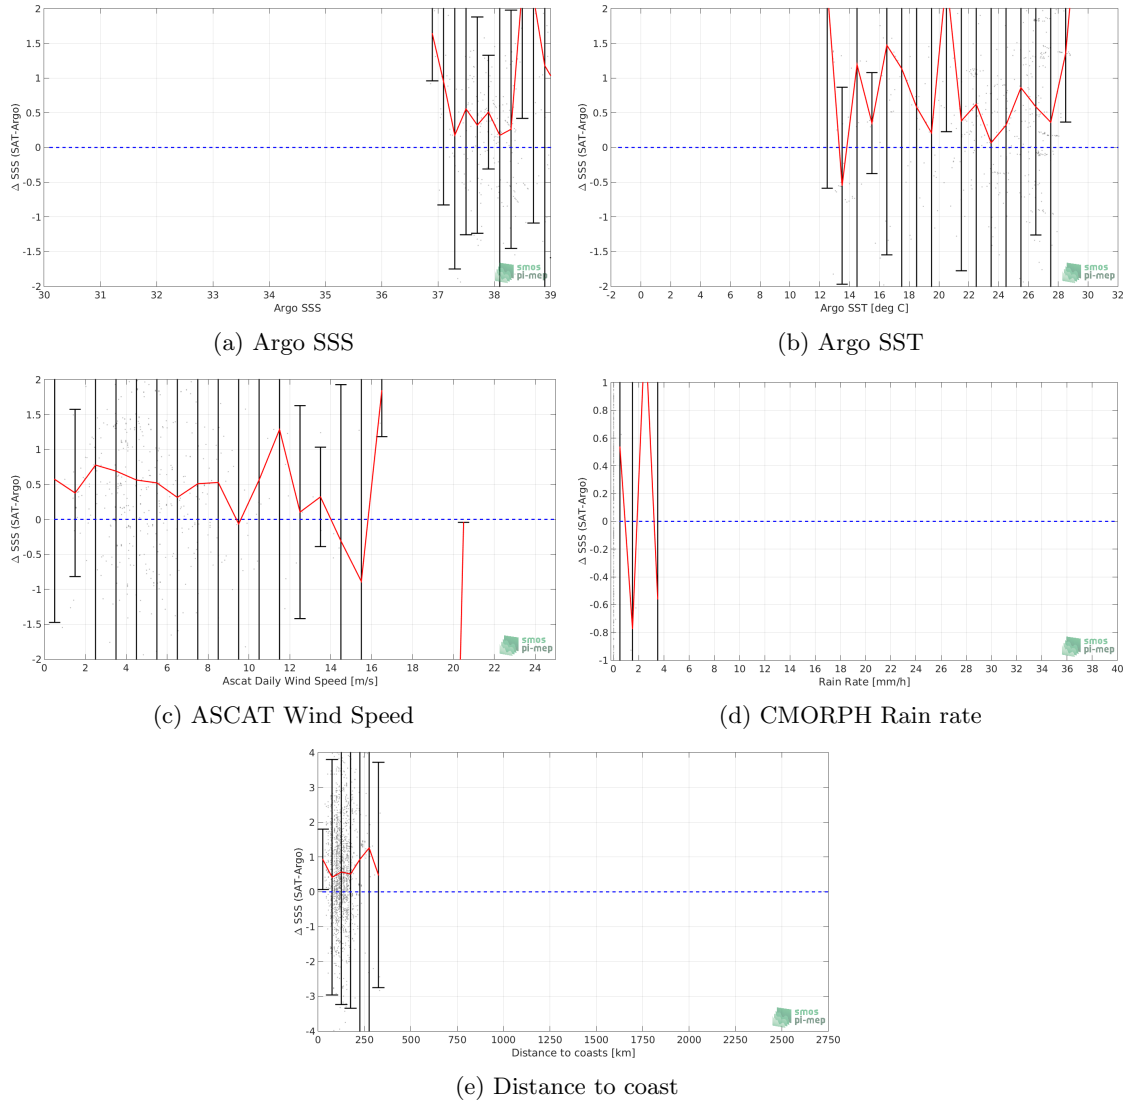 2
1.5
1
0.5
0
-0.5
-1
-1.5
-2
Δ SSS (SAT-Argo)
30 31 32 33 34 35 36 37 38 39
Argo SSS
smos
pi-mep
(a) Argo SSS
2
1.5
1
0.5
0
-0.5
-1
-1.5
-2
Δ SSS (SAT-Argo)
-2 0 2 4 6 8 10 12 14 16 18 20 22 24 26 28 30 32
Argo SST [deg C]
smos
pi-mep
(b) Argo SST
2
1.5
1
0.5
0
-0.5
-1
-1.5
-2
Δ SSS (SAT-Argo)
0 2 4 6 8 10 12 14 16 18 20 22 24
Ascat Daily Wind Speed [m/s]
smos
pi-mep
(c) ASCAT Wind Speed
1
0.8
0.6
0.4
0.2
0
-0.2
-0.4
-0.6
-0.8
-1
Δ SSS (SAT-Argo)
0 2 4 6 8 10 12 14 16 18 20 22 24 26 28 30 32 34 36 38 40
Rain Rate [mm/h]
smos
pi-mep
(d) CMORPH Rain rate
4
3
2
1
0
-1
-2
-3
-4
Δ SSS (SAT-Argo)
0 250 500 750 1000 1250 1500 1750 2000 2250 2500 2750
Distance to coasts [km]
smos
pi-mep
(e) Distance to coast